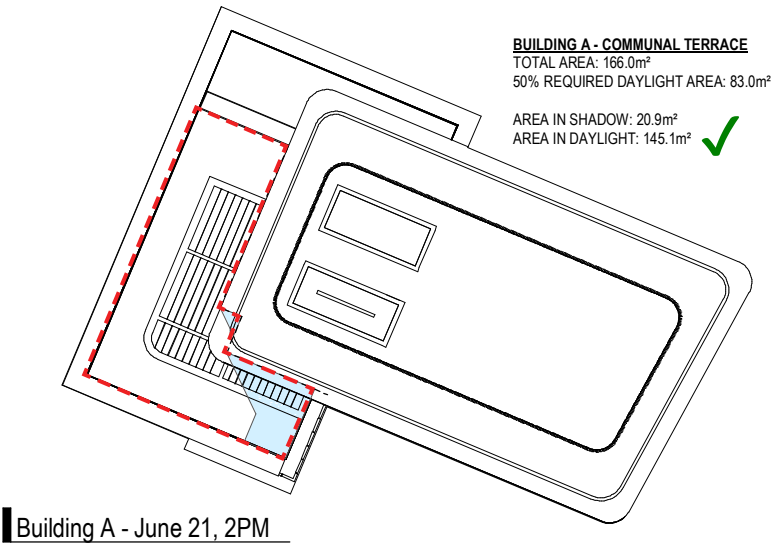 BUILDING A - COMMUNAL TERRACE
TOTAL AREA: 166.0m²
50% REQUIRED DAYLIGHT AREA: 83.0m²
AREA IN SHADOW: 20.9m²
AREA IN DAYLIGHT: 145.1m²
Building A - June 21, 2PM